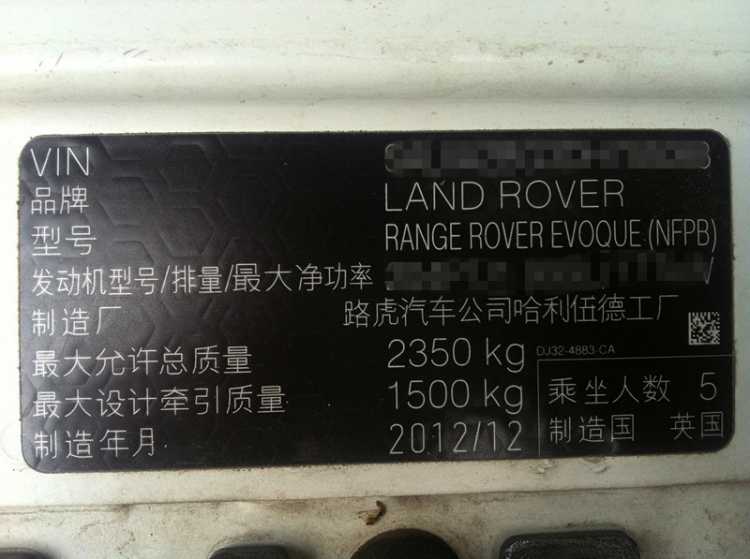 VIN
品牌 LAND ROVER
型号 RANGE ROVER EVOQUE (NFPB)
发动机型号/排量/最大净功率
制造厂 路虎汽车公司哈利伍德工厂
最大允许总质量 2350 kg DJ32-4883-CA
最大设计牵引质量 1500 kg 乘坐人数 5
制造年月 2012/12 制造国 英国